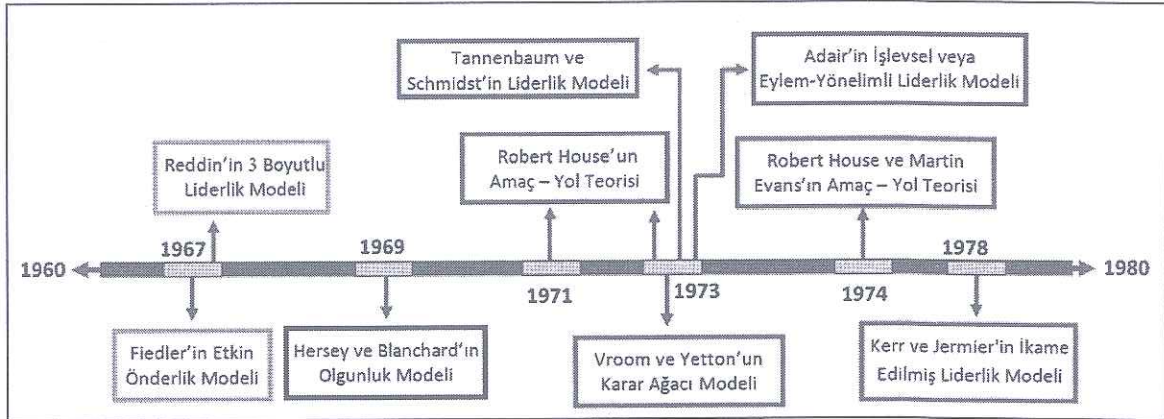 Tannenbaum ve
Schmidst'in Liderlik Modeli
Adair'in İşlevsel veya
Eylem-Yönelimli Liderlik Modeli
Reddin'in 3 Boyutlu
Liderlik Modeli
Robert House'un
Amaç – Yol Teorisi
Robert House ve Martin
Evans'ın Amaç – Yol Teorisi
1967
1969
1978
1960
1980
1971
1973
1974
Fiedler'in Etkin
Önderlik Modeli
Hersey ve Blanchard'ın
Olgunluk Modeli
Vroom ve Yetton'un
Karar Ağacı Modeli
Kerr ve Jermier'in İkame
Edilmiş Liderlik Modeli